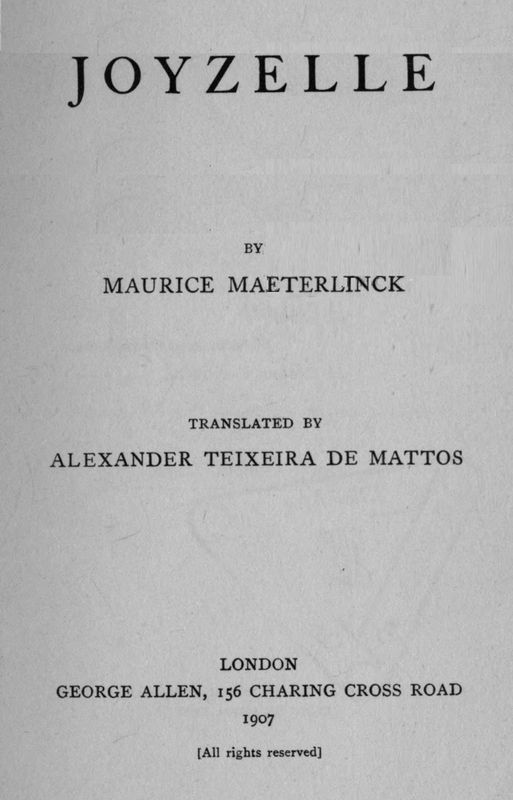 JOYZELLE
BY
MAURICE MAETERLINCK
TRANSLATED BY
ALEXANDER TEIXEIRA DE MATTOS
LONDON
GEORGE ALLEN, 156 CHARING CROSS ROAD
1907
[All rights reserved]